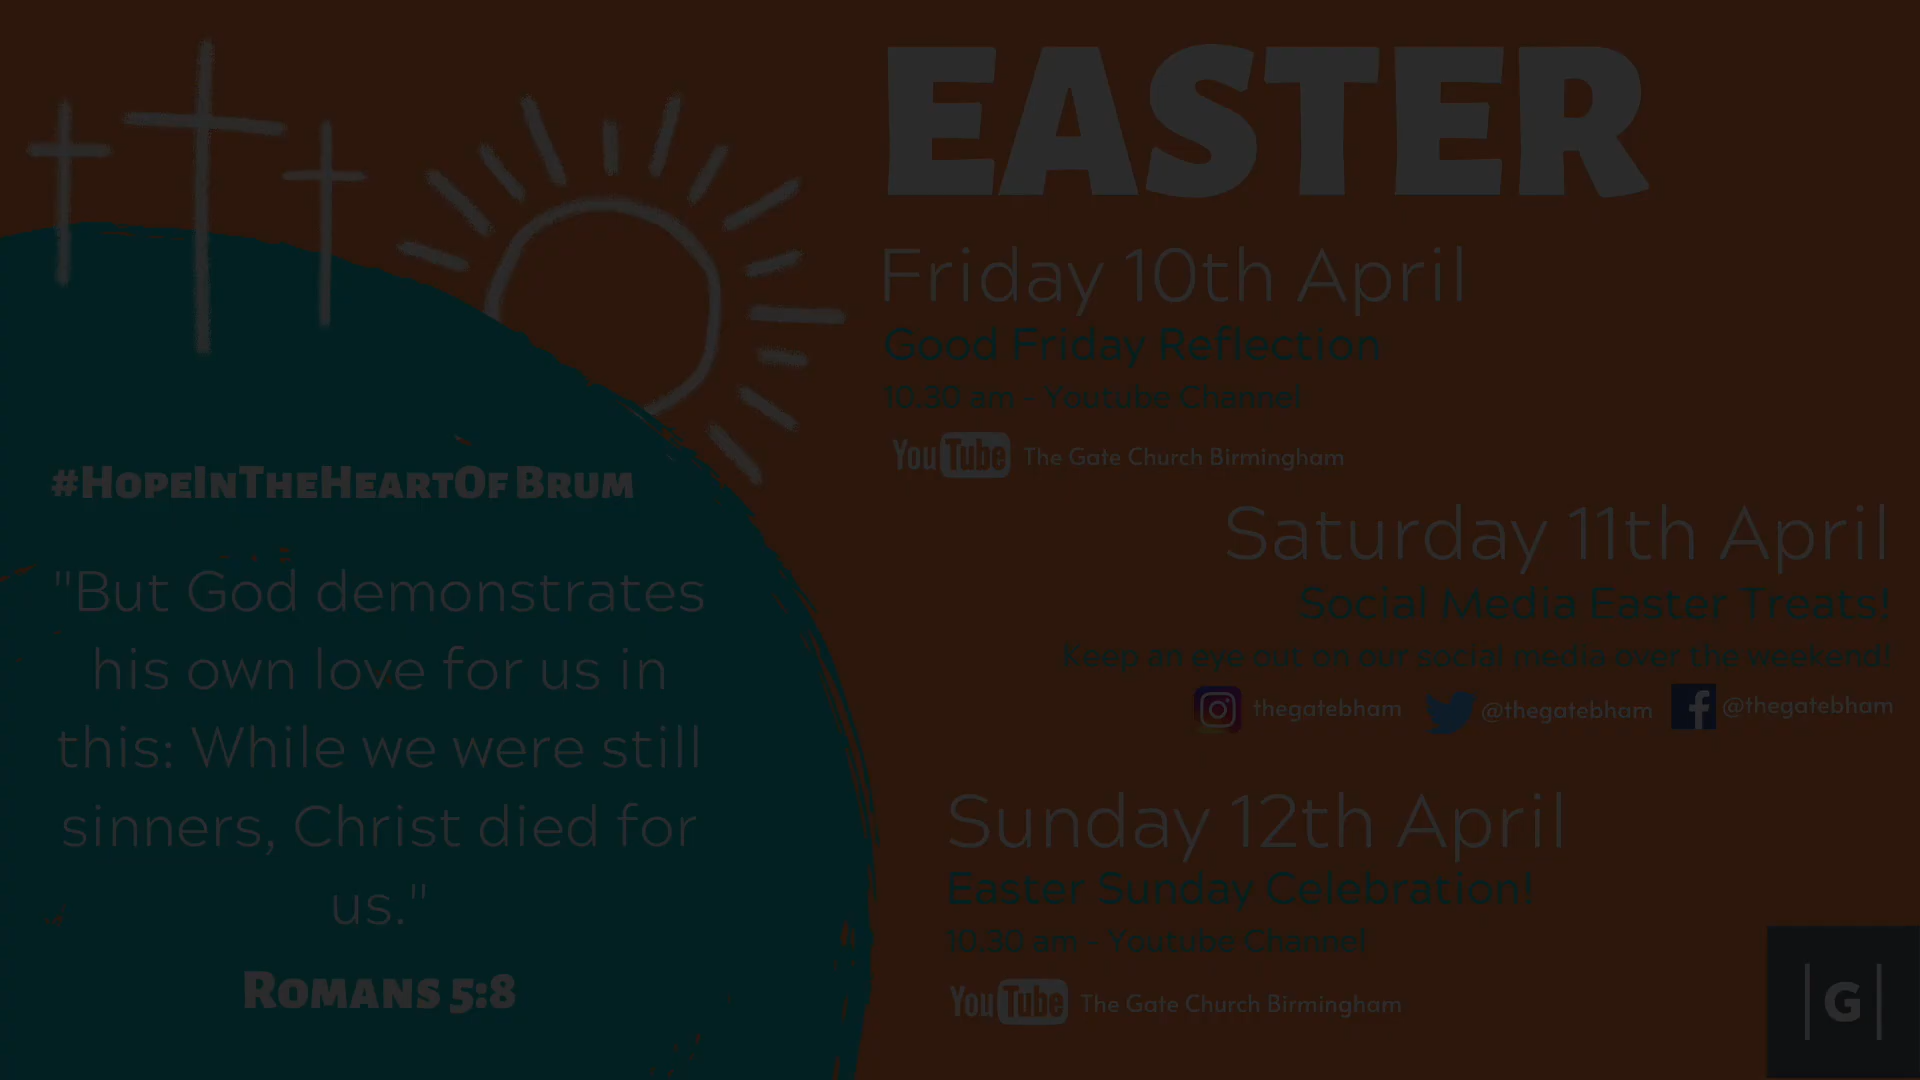 EASTER
Friday 10th April
Good Friday Reflection
10.30 am - Youtube Channel
YouTube The Gate Church Birmingham
Saturday 11th April
Social Media Easter Treats!
Keep an eye out on our social media over the weekend!
thegatebham @thegatebham @thegatebham
Sunday 12th April
Easter Sunday Celebration!
10.30 am - Youtube Channel
YouTube The Gate Church Birmingham
#HopeInTheHeartOf Brum
"But God demonstrates
his own love for us in
this: While we were still
sinners, Christ died for
us."
Romans 5:8
|G|